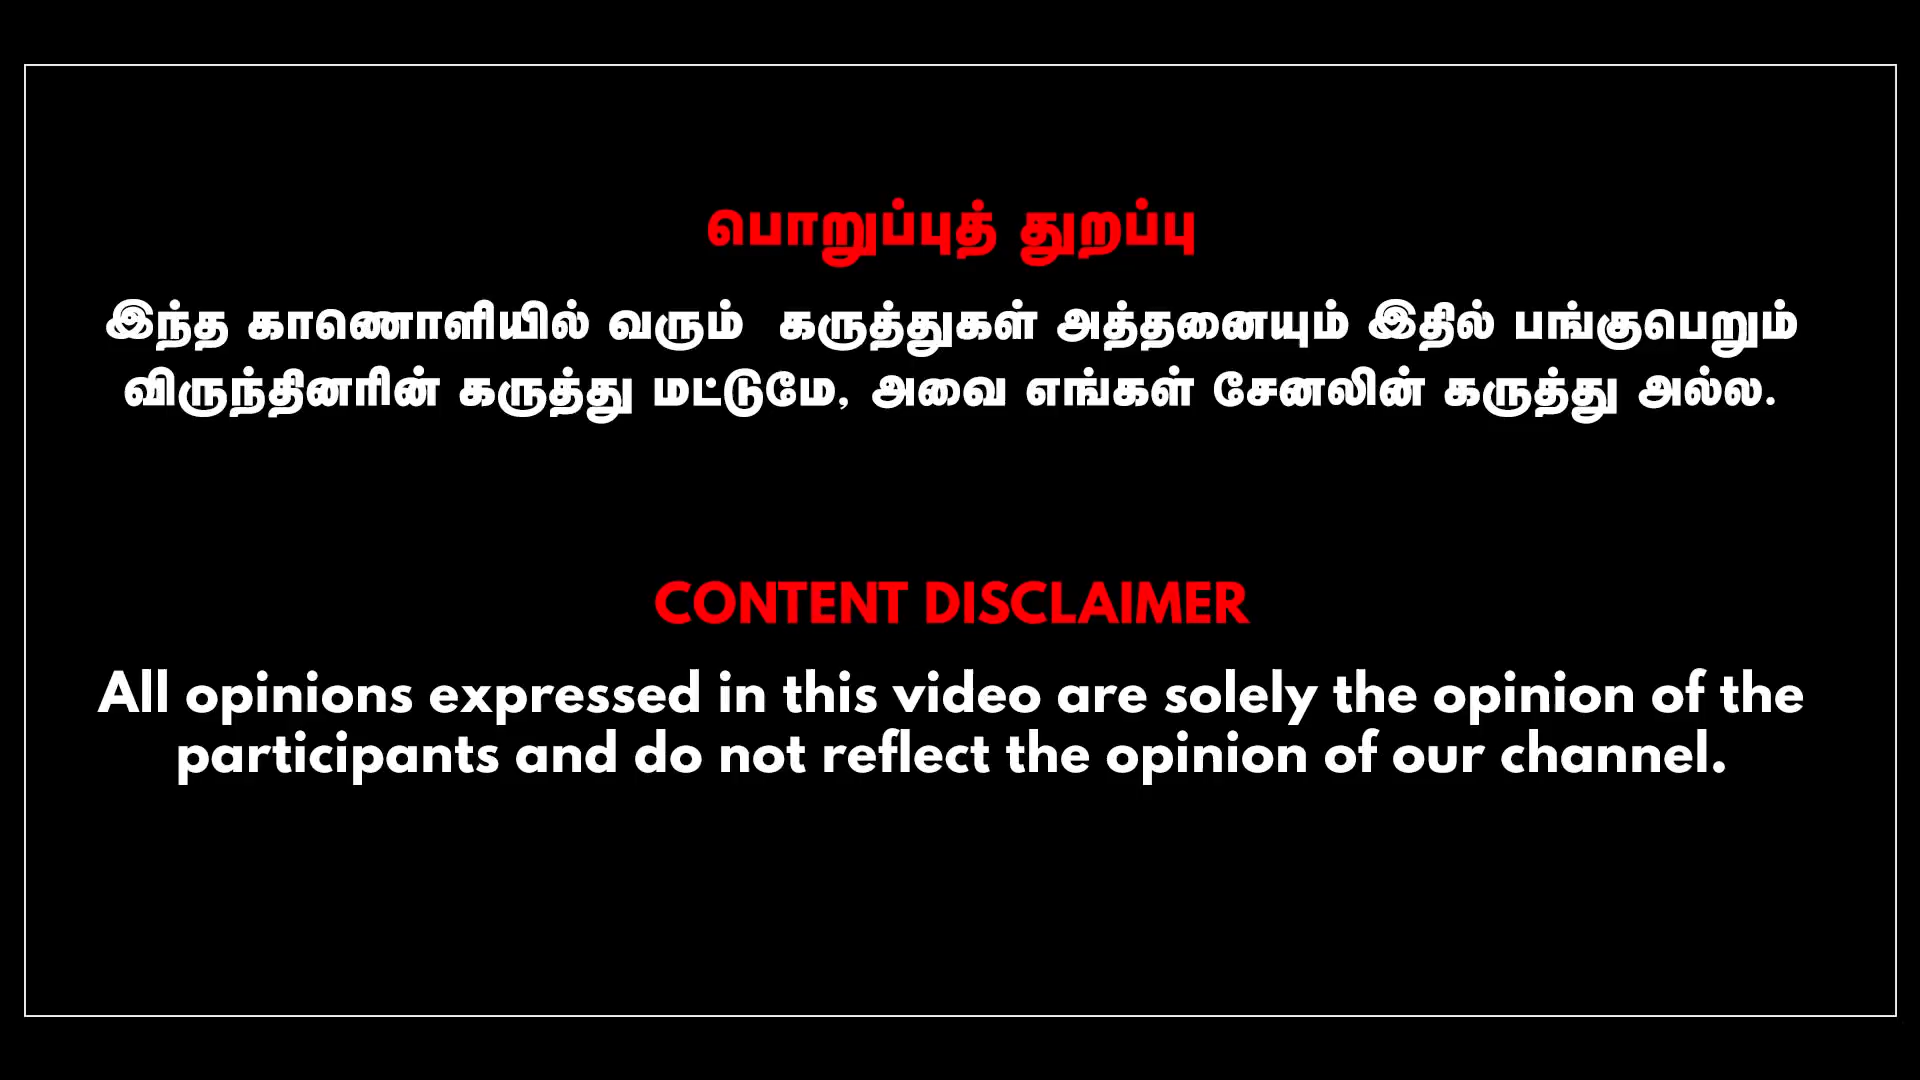 பொறுப்புத் துறப்பு
இந்த காணொளியில் வரும் கருத்துகள் அத்தனையும் இதில் பங்குபெறும்
விருந்தினரின் கருத்து மட்டுமே, அவை எங்கள் சேனலின் கருத்து அல்ல.
CONTENT DISCLAIMER
All opinions expressed in this video are solely the opinion of the
participants and do not reflect the opinion of our channel.